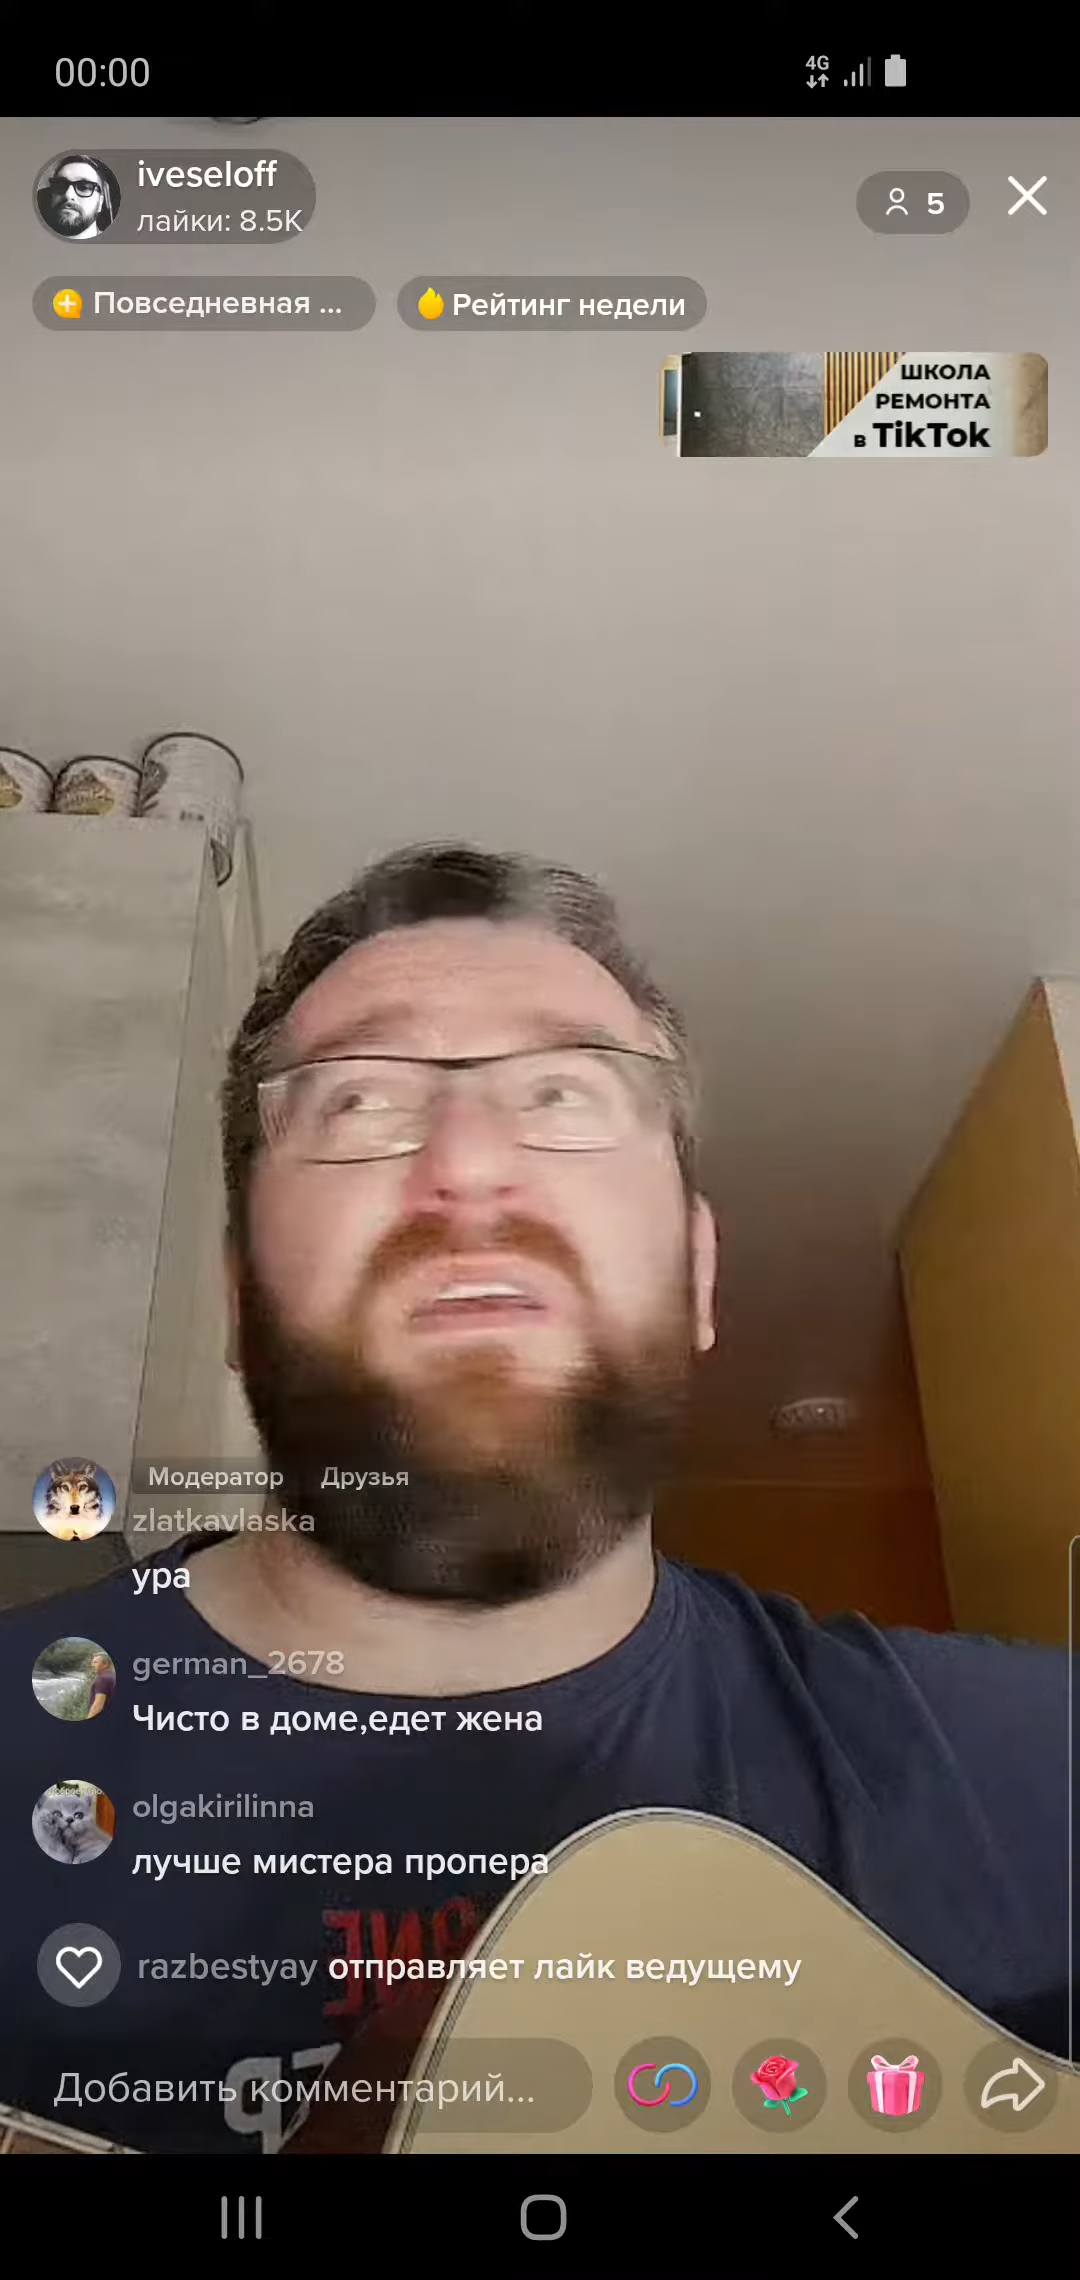 00:00
4G
iveseloff
лайки: 8.5K
5
Повседневная ...
Рейтинг недели
ШКОЛА
РЕМОНТА
в TikTok
Модератор Друзья
zlatkavlaska
ура
german_2678
Чисто в доме,едет жена
olgakirilinna
лучше мистера пропера
razbestyay отправляет лайк ведущему
Добавить комментарий...